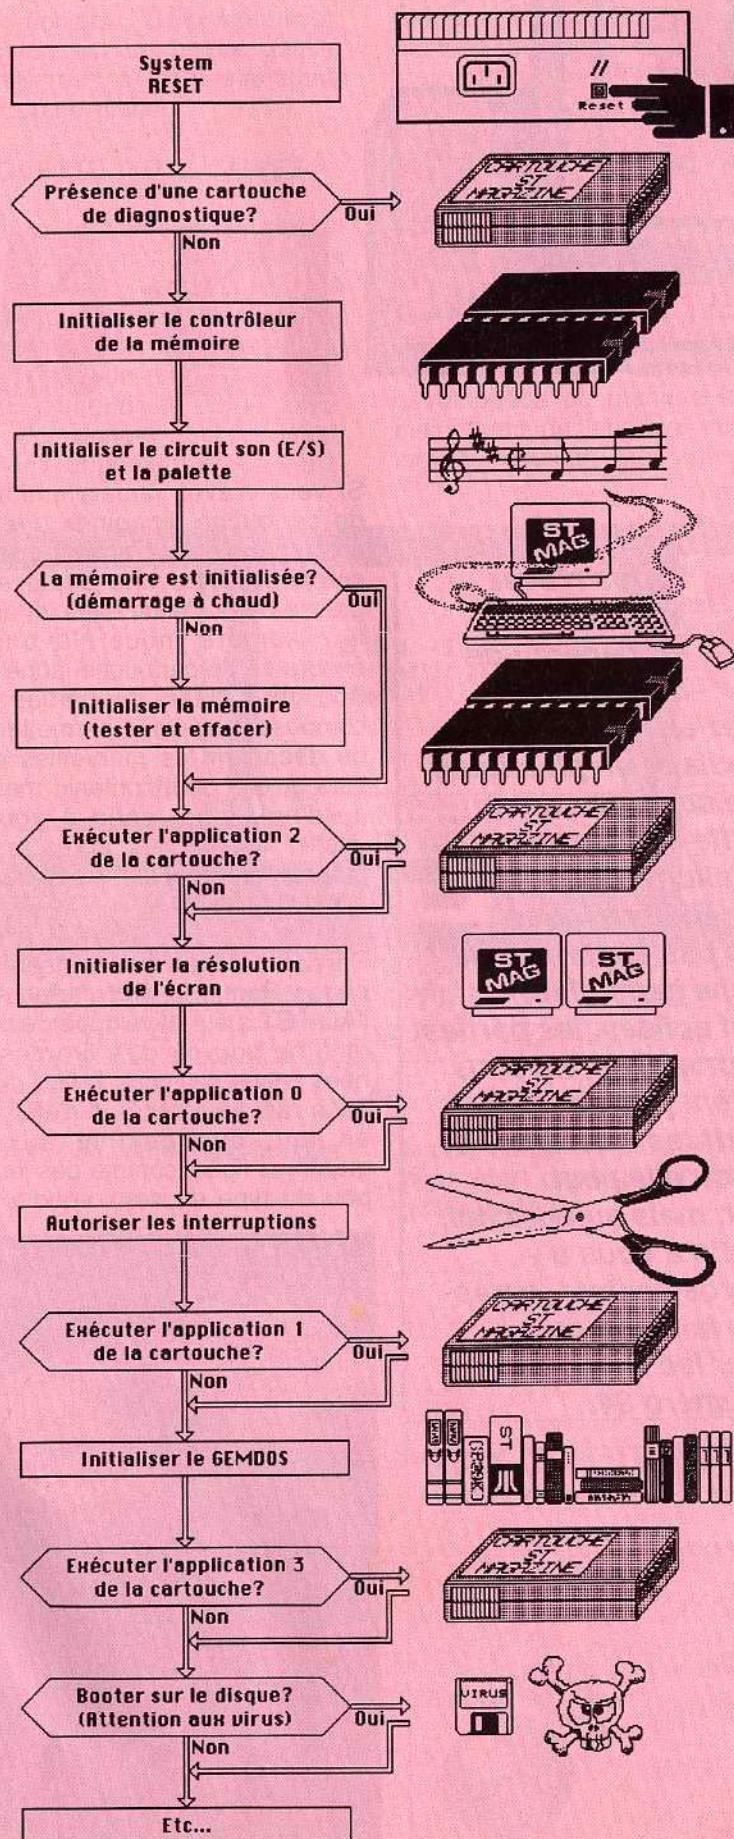 System
RESET
Reset
Présence d'une cartouche
de diagnostique?
Oui
Non
CARTOUCHE
ST
MAGAZINE
Initialiser le contrôleur
de la mémoire
Initialiser le circuit son (E/S)
et la palette
La mémoire est initialisée?
(démarrage à chaud)
Oui
Non
ST
MAG
Initialiser la mémoire
(tester et effacer)
Exécuter l'application 2
de la cartouche?
Oui
Non
CARTOUCHE
ST
MAGAZINE
Initialiser la résolution
de l'écran
ST
MAG
ST
MAG
Exécuter l'application 0
de la cartouche?
Oui
Non
CARTOUCHE
ST
MAGAZINE
Autoriser les interruptions
Exécuter l'application 1
de la cartouche?
Oui
Non
CARTOUCHE
ST
MAGAZINE
Initialiser le GEMDOS
ST
Exécuter l'application 3
de la cartouche?
Oui
Non
CARTOUCHE
ST
MAGAZINE
Booter sur le disque?
(Attention aux virus)
Oui
Non
VIRUS
Etc...